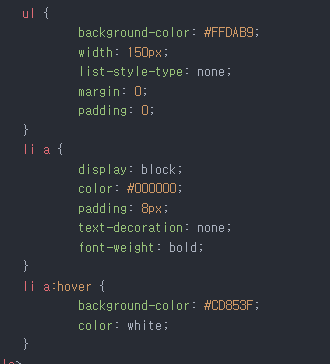 ul {
background-color: #FFDAB9;
width: 150px;
list-style-type: none;
margin: 0;
padding: 0;
}
li a {
display: block;
color: #000000;
padding: 8px;
text-decoration: none;
font-weight: bold;
}
li a:hover {
background-color: #CD853F;
color: white;
}